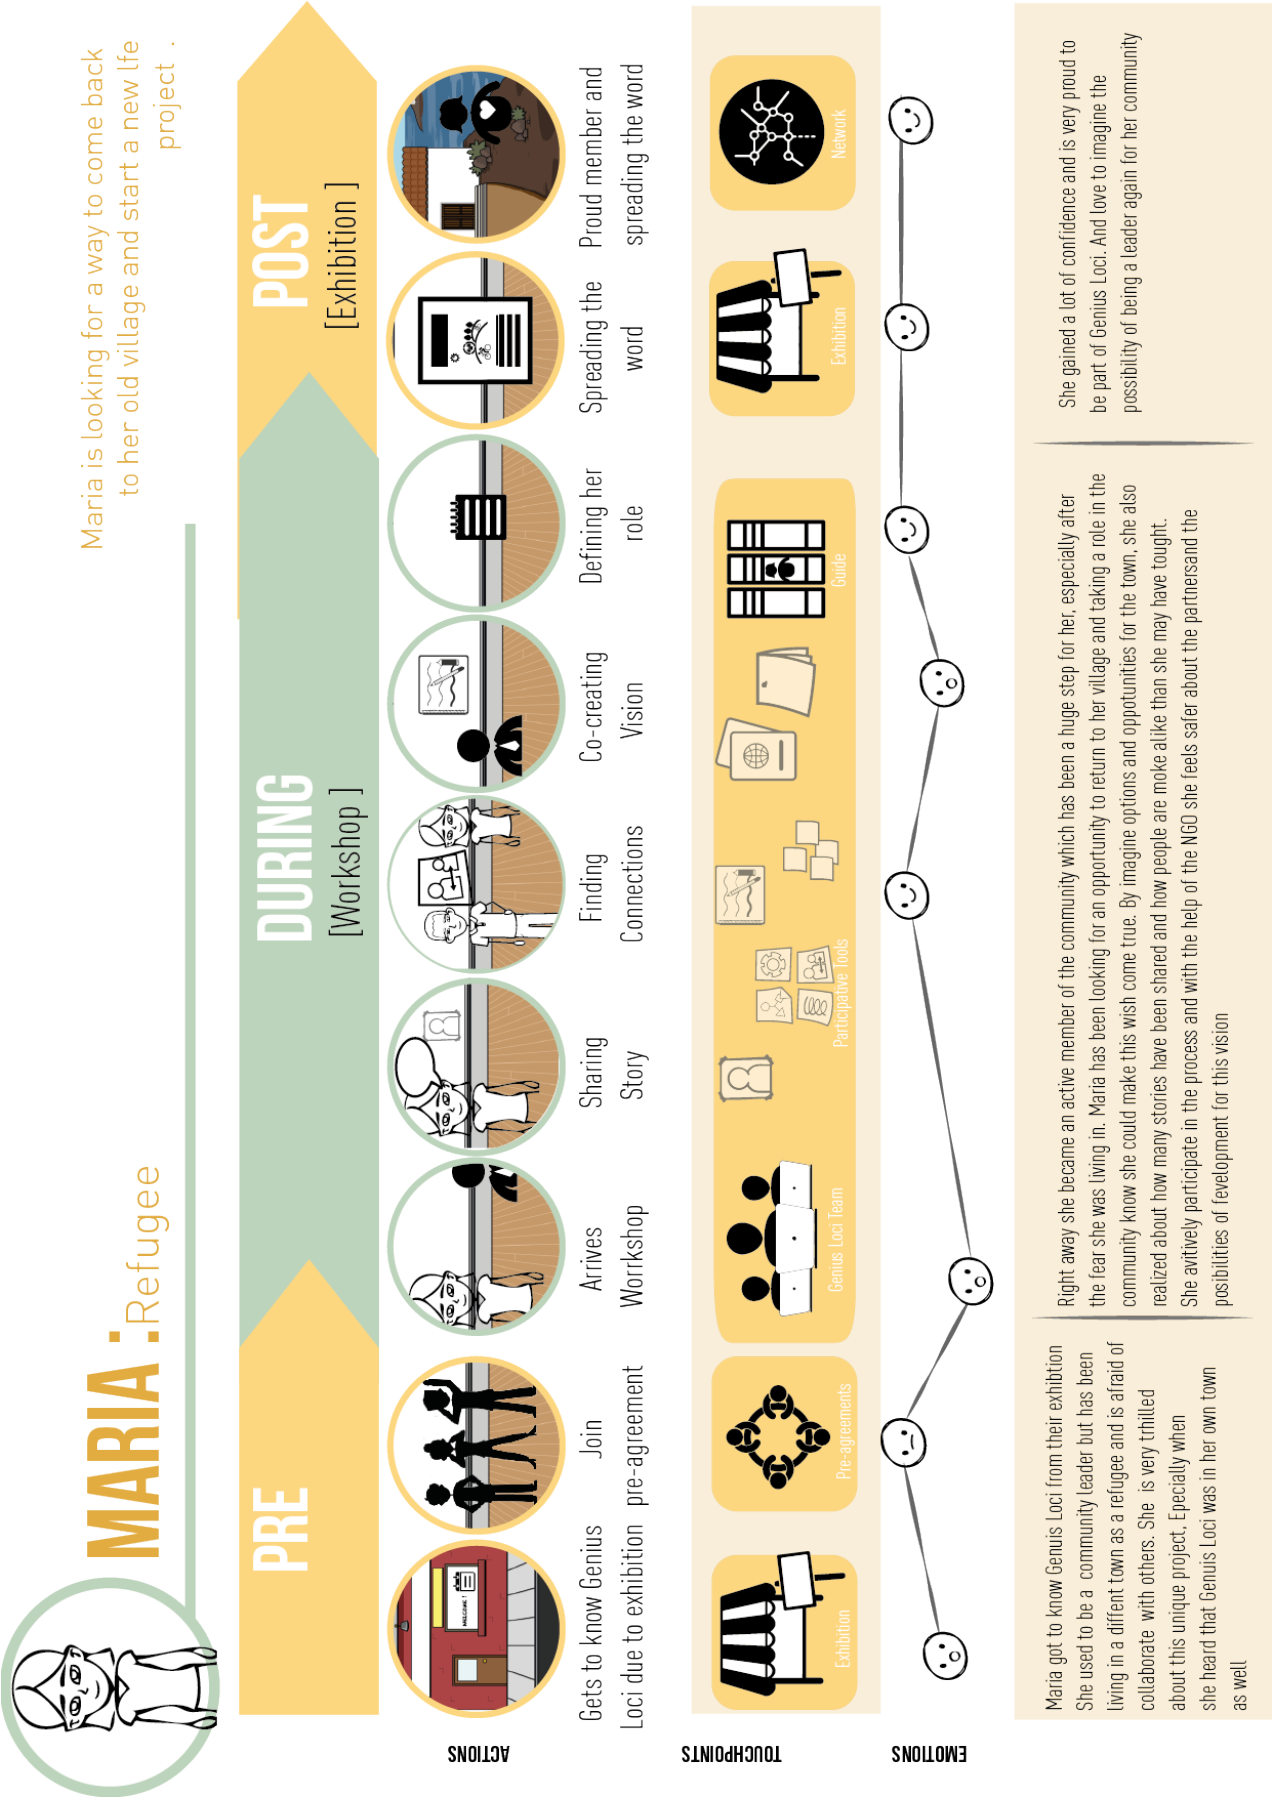 MARIA :Refugee
Maria is looking for a way to come back
to her old village and start a new lfe
project .
PRE
DURING
[Workshop ]
POST
[Exhibition ]
ACTIONS
WELCOME !
Gets to know Genius
Loci due to exhibition
Join
pre-agreement
Arrives
Worrkshop
Sharing
Story
Finding
Connections
Co-creating
Vision
Defining her
role
Spreading the
word
Proud member and
spreading the word
TOUCHPOINTS
Exhibition
Pre-agreements
Genius Loci Team
Participative Tools
Guide
Exhibition
Network
EMOTIONS
Maria got to know Genuis Loci from their exhibtion
She used to be a community leader but has been
living in a diffent town as a refugee and is afraid of
collaborate with others. She is very trhilled
about this unique project, Epecially when
she heard that Genuis Loci was in her own town
as well
Right away she became an active member of the community which has been a huge step for her, especially after
the fear she was living in. Maria has been looking for an opportunity to return to her village and taking a role in the
community know she could make this wish come true. By imagine options and oppotunities for the town, she also
realized about how many stories have been shared and how people are moke alike than she may have tought.
She avitively participate in the process and with the help of the NGO she feels safer about the partnersand the
posibilities of fevelopment for this vision
She gained a lot of confidence and is very proud to
be part of Genius Loci. And love to imagine the
possibility of being a leader again for her community